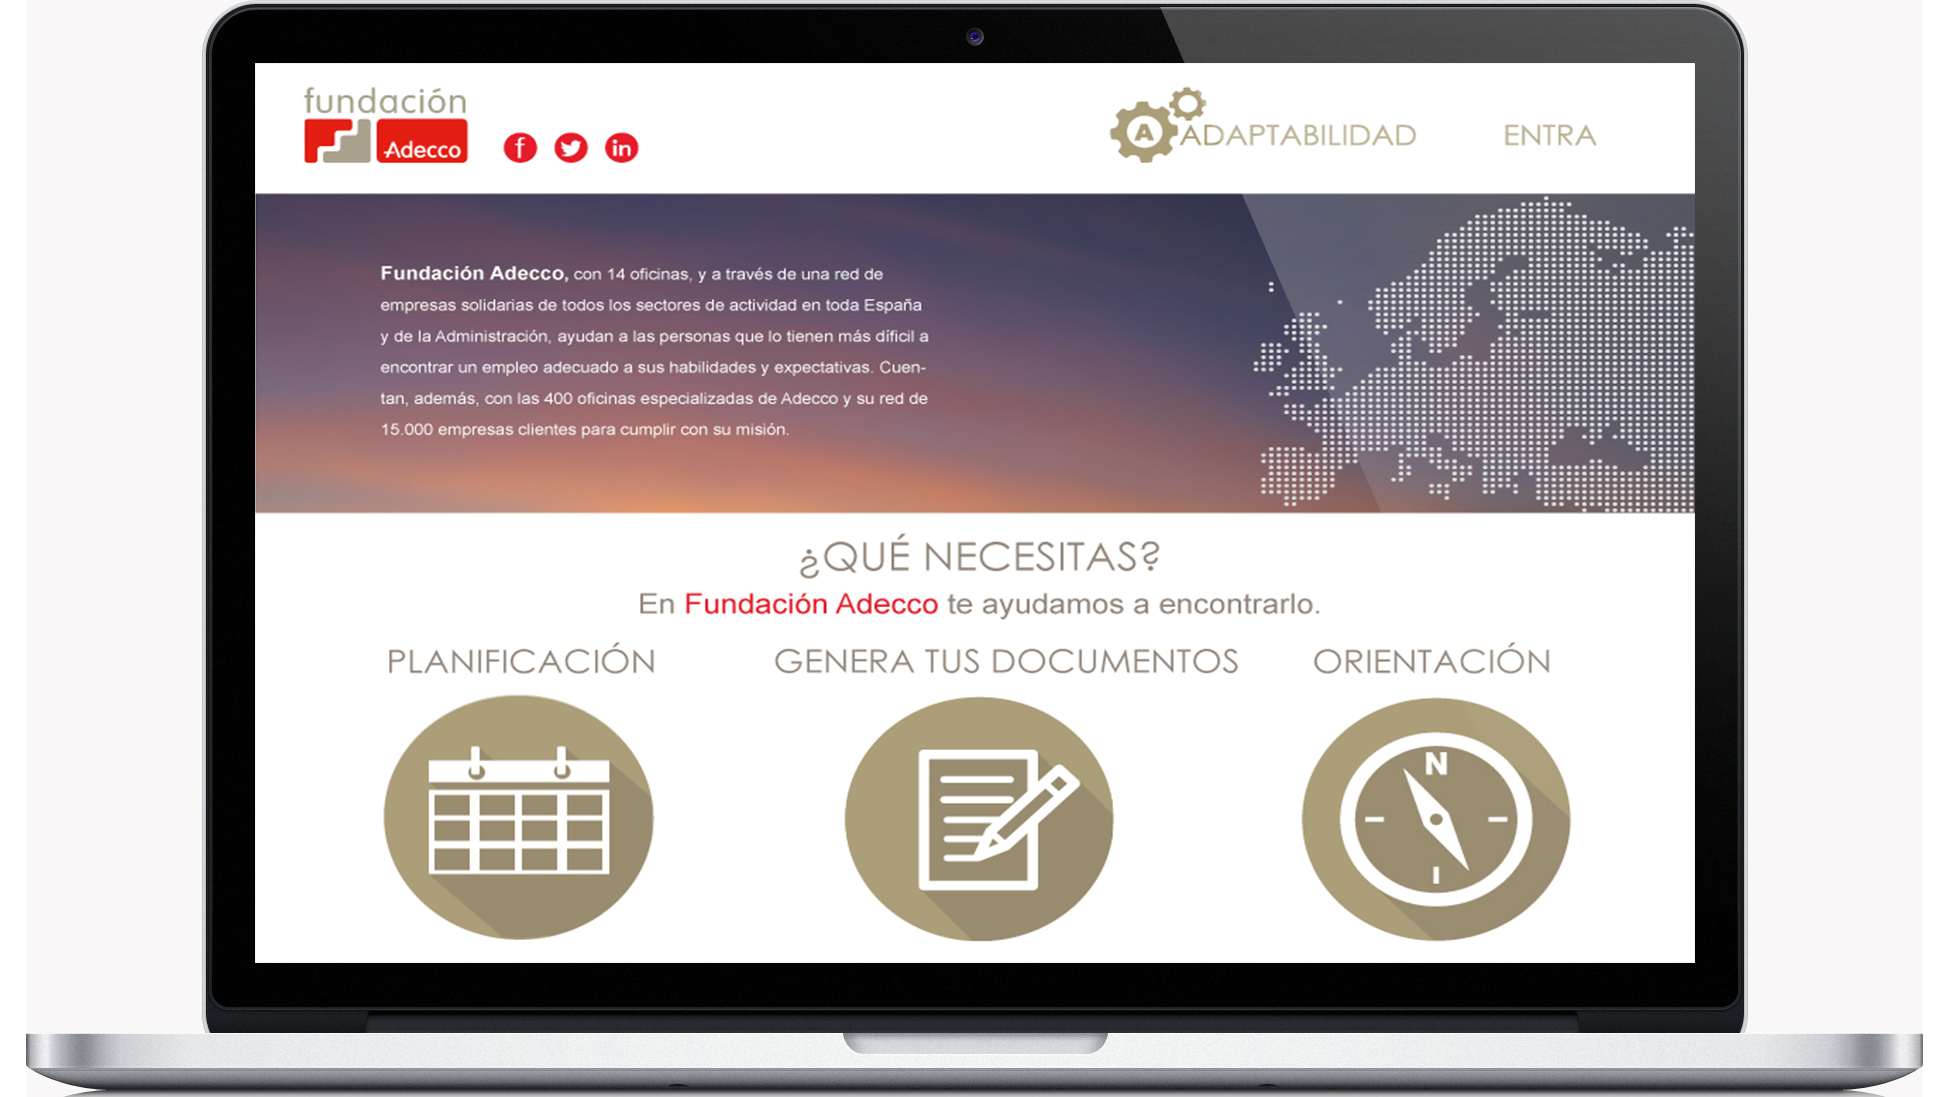 fundación
Adecco
f
in
A
ADAPTABILIDAD
ENTRA
Fundación Adecco, con 14 oficinas, y a través de una red de
empresas solidarias de todos los sectores de actividad en toda España
y de la Administración, ayudan a las personas que lo tienen más díficil a
encontrar un empleo adecuado a sus habilidades y expectativas. Cuen-
tan, además, con las 400 oficinas especializadas de Adecco y su red de
15.000 empresas clientes para cumplir con su misión.
¿QUÉ NECESITAS?
En Fundación Adecco te ayudamos a encontrarlo.
PLANIFICACIÓN
GENERA TUS DOCUMENTOS
ORIENTACIÓN
N